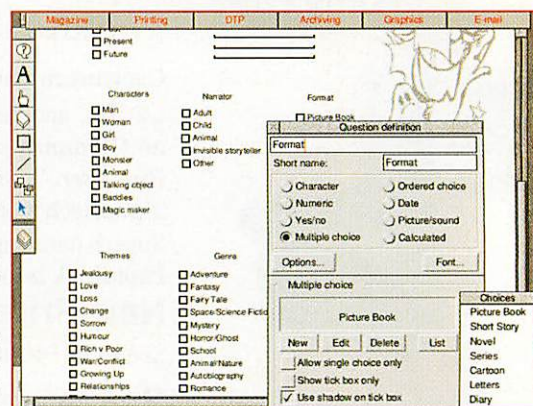 Magazine Printing DTP Archiving Graphics E-mail
Present
Future
Characters
Man
Woman
Girl
Boy
Monster
Animal
Talking object
Baddies
Magic maker
Narrator
Adult
Child
Animal
Invisible storyteller
Other
Format
Picture Book
Themes
Jealousy
Love
Loss
Change
Sorrow
Humour
Rich v Poor
War/Conflict
Growing Up
Relationships
Genre
Adventure
Fantasy
Fairy Tale
Space/Science Fictio
Mystery
Horror/Ghost
School
Animal/Nature
Autobiography
Romance
Question definition
Format
Short name: Format
Character Ordered choice
Numeric Date
Yes/no Picture/sound
Multiple choice Calculated
Options... Font...
Multiple choice
Picture Book
New Edit Delete List
Allow single choice only
Show tick box only
Use shadow on tick box
Choices
Picture Book
Short Story
Novel
Series
Cartoon
Letters
Diary